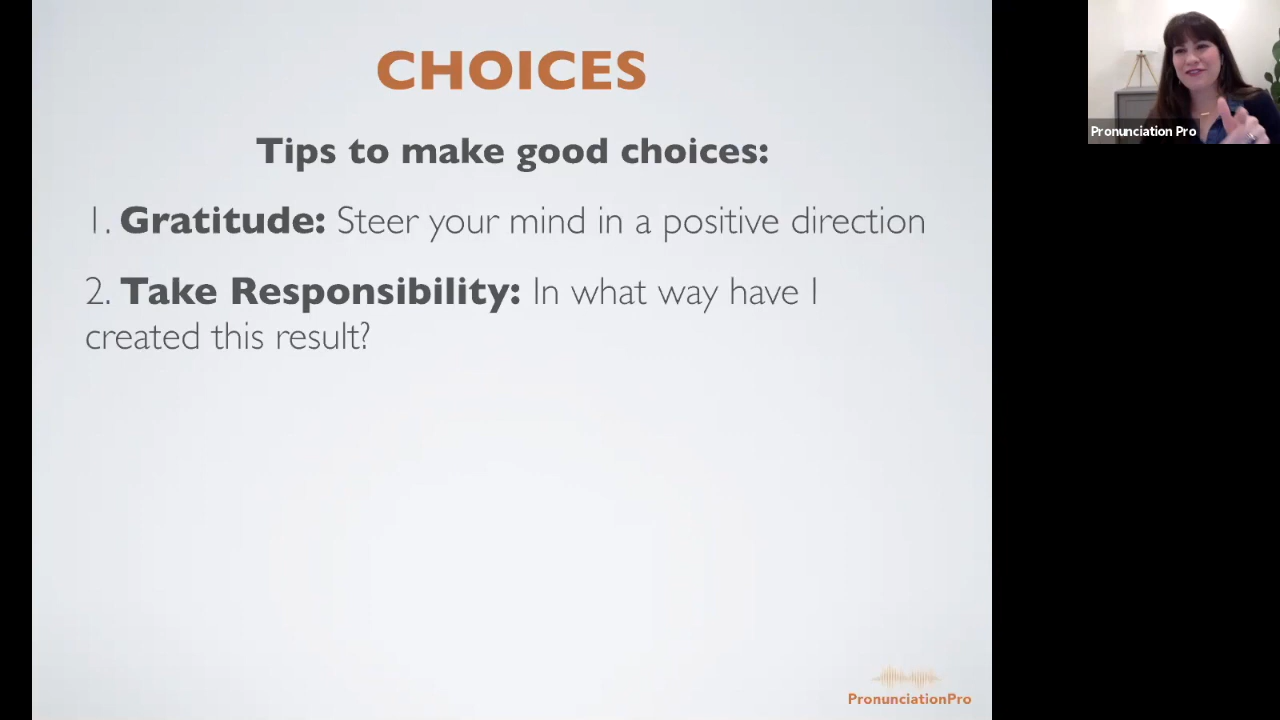 CHOICES
Tips to make good choices:
1. Gratitude: Steer your mind in a positive direction
2. Take Responsibility: In what way have I
created this result?
Pronunciation Pro
PronunciationPro